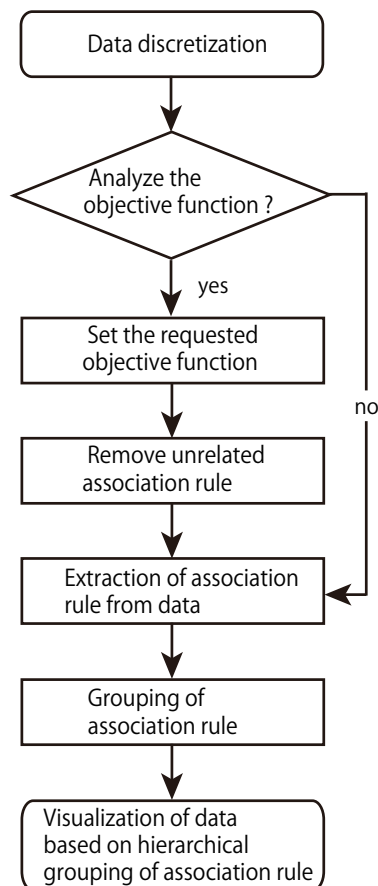 Data discretization
Analyze the
objective function ?
yes
Set the requested
objective function
no
Remove unrelated
association rule
Extraction of association
rule from data
Grouping of
association rule
Visualization of data
based on hierarchical
grouping of association rule